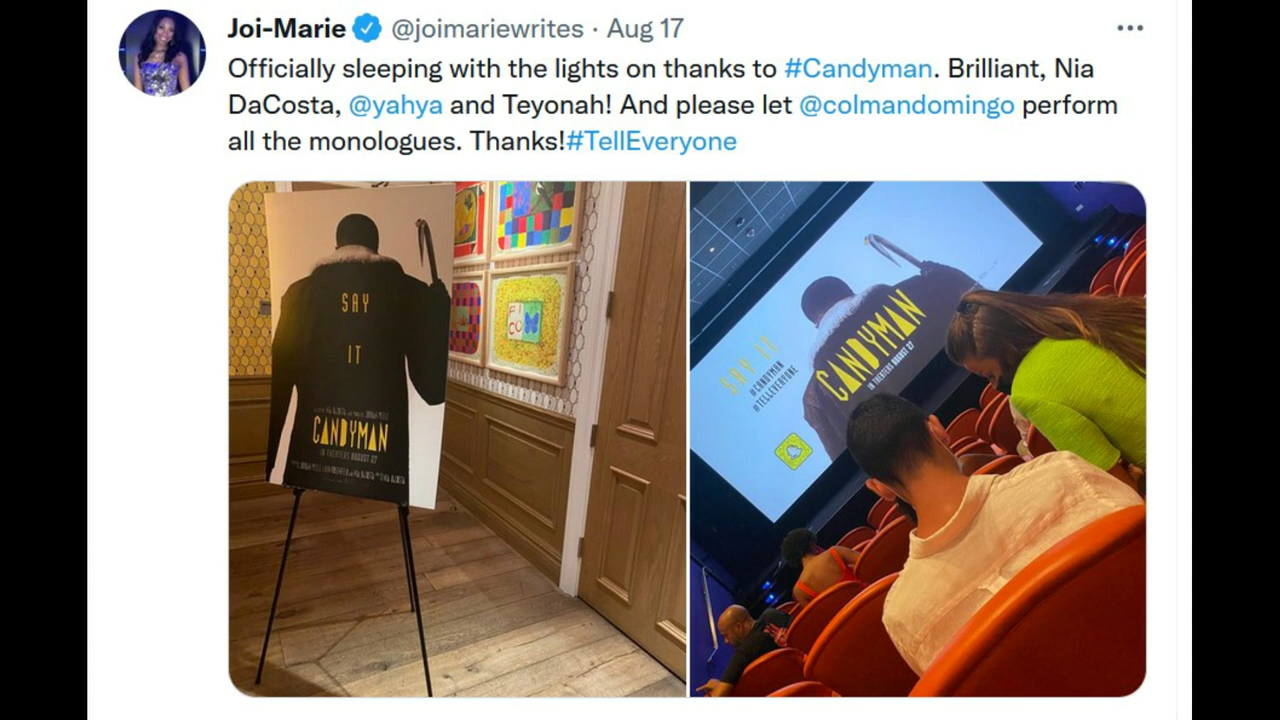 Joi-Marie @joimariewrites · Aug 17
Officially sleeping with the lights on thanks to #Candyman. Brilliant, Nia
DaCosta, @yahya and Teyonah! And please let @colmandomingo perform
all the monologues. Thanks!#TellEveryone
SAY
IT
CANDYMAN
IN THEATERS AUGUST 27
SAY IT
#CANDYMAN
#TELLEVERYONE
CANDYMAN
IN THEATERS AUGUST 27